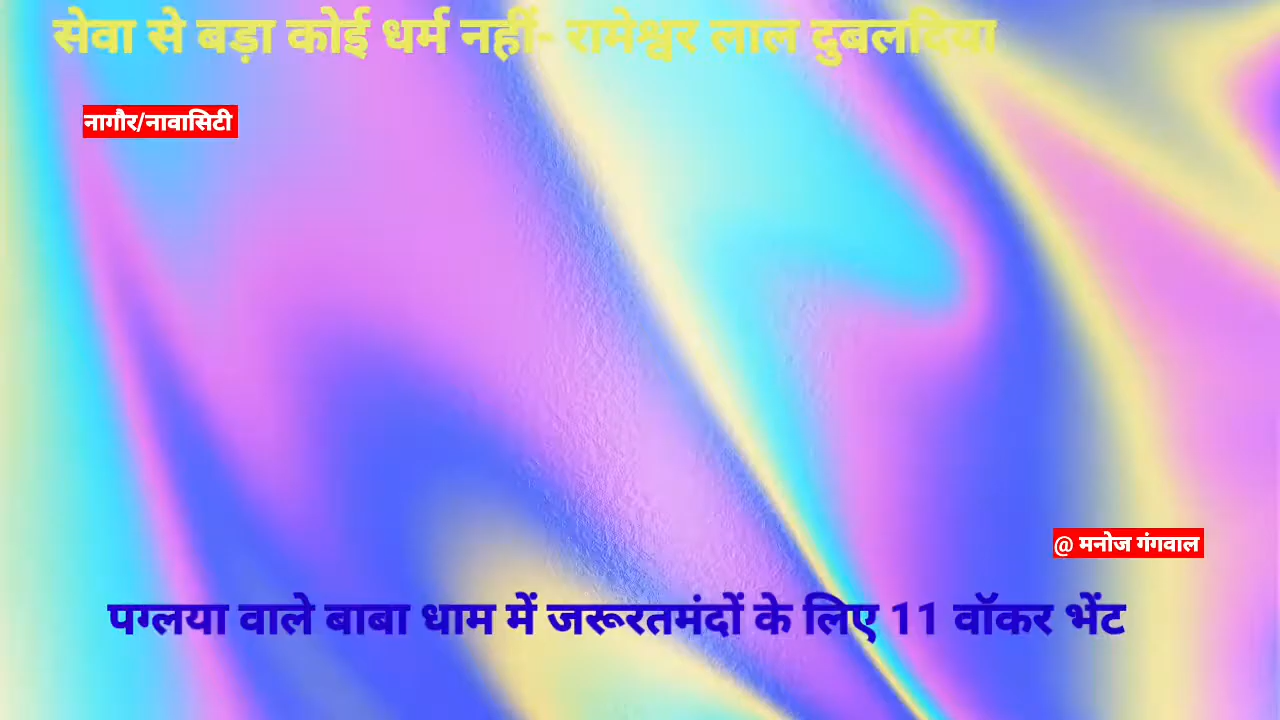 सेवा से बड़ा कोई धर्म नहीं- रामेश्वर लाल दुबलदिया
नागौर/नावासिटी
@ मनोज गंगवाल
पग्लया वाले बाबा धाम में जरूरतमंदों के लिए 11 वॉकर भेंट